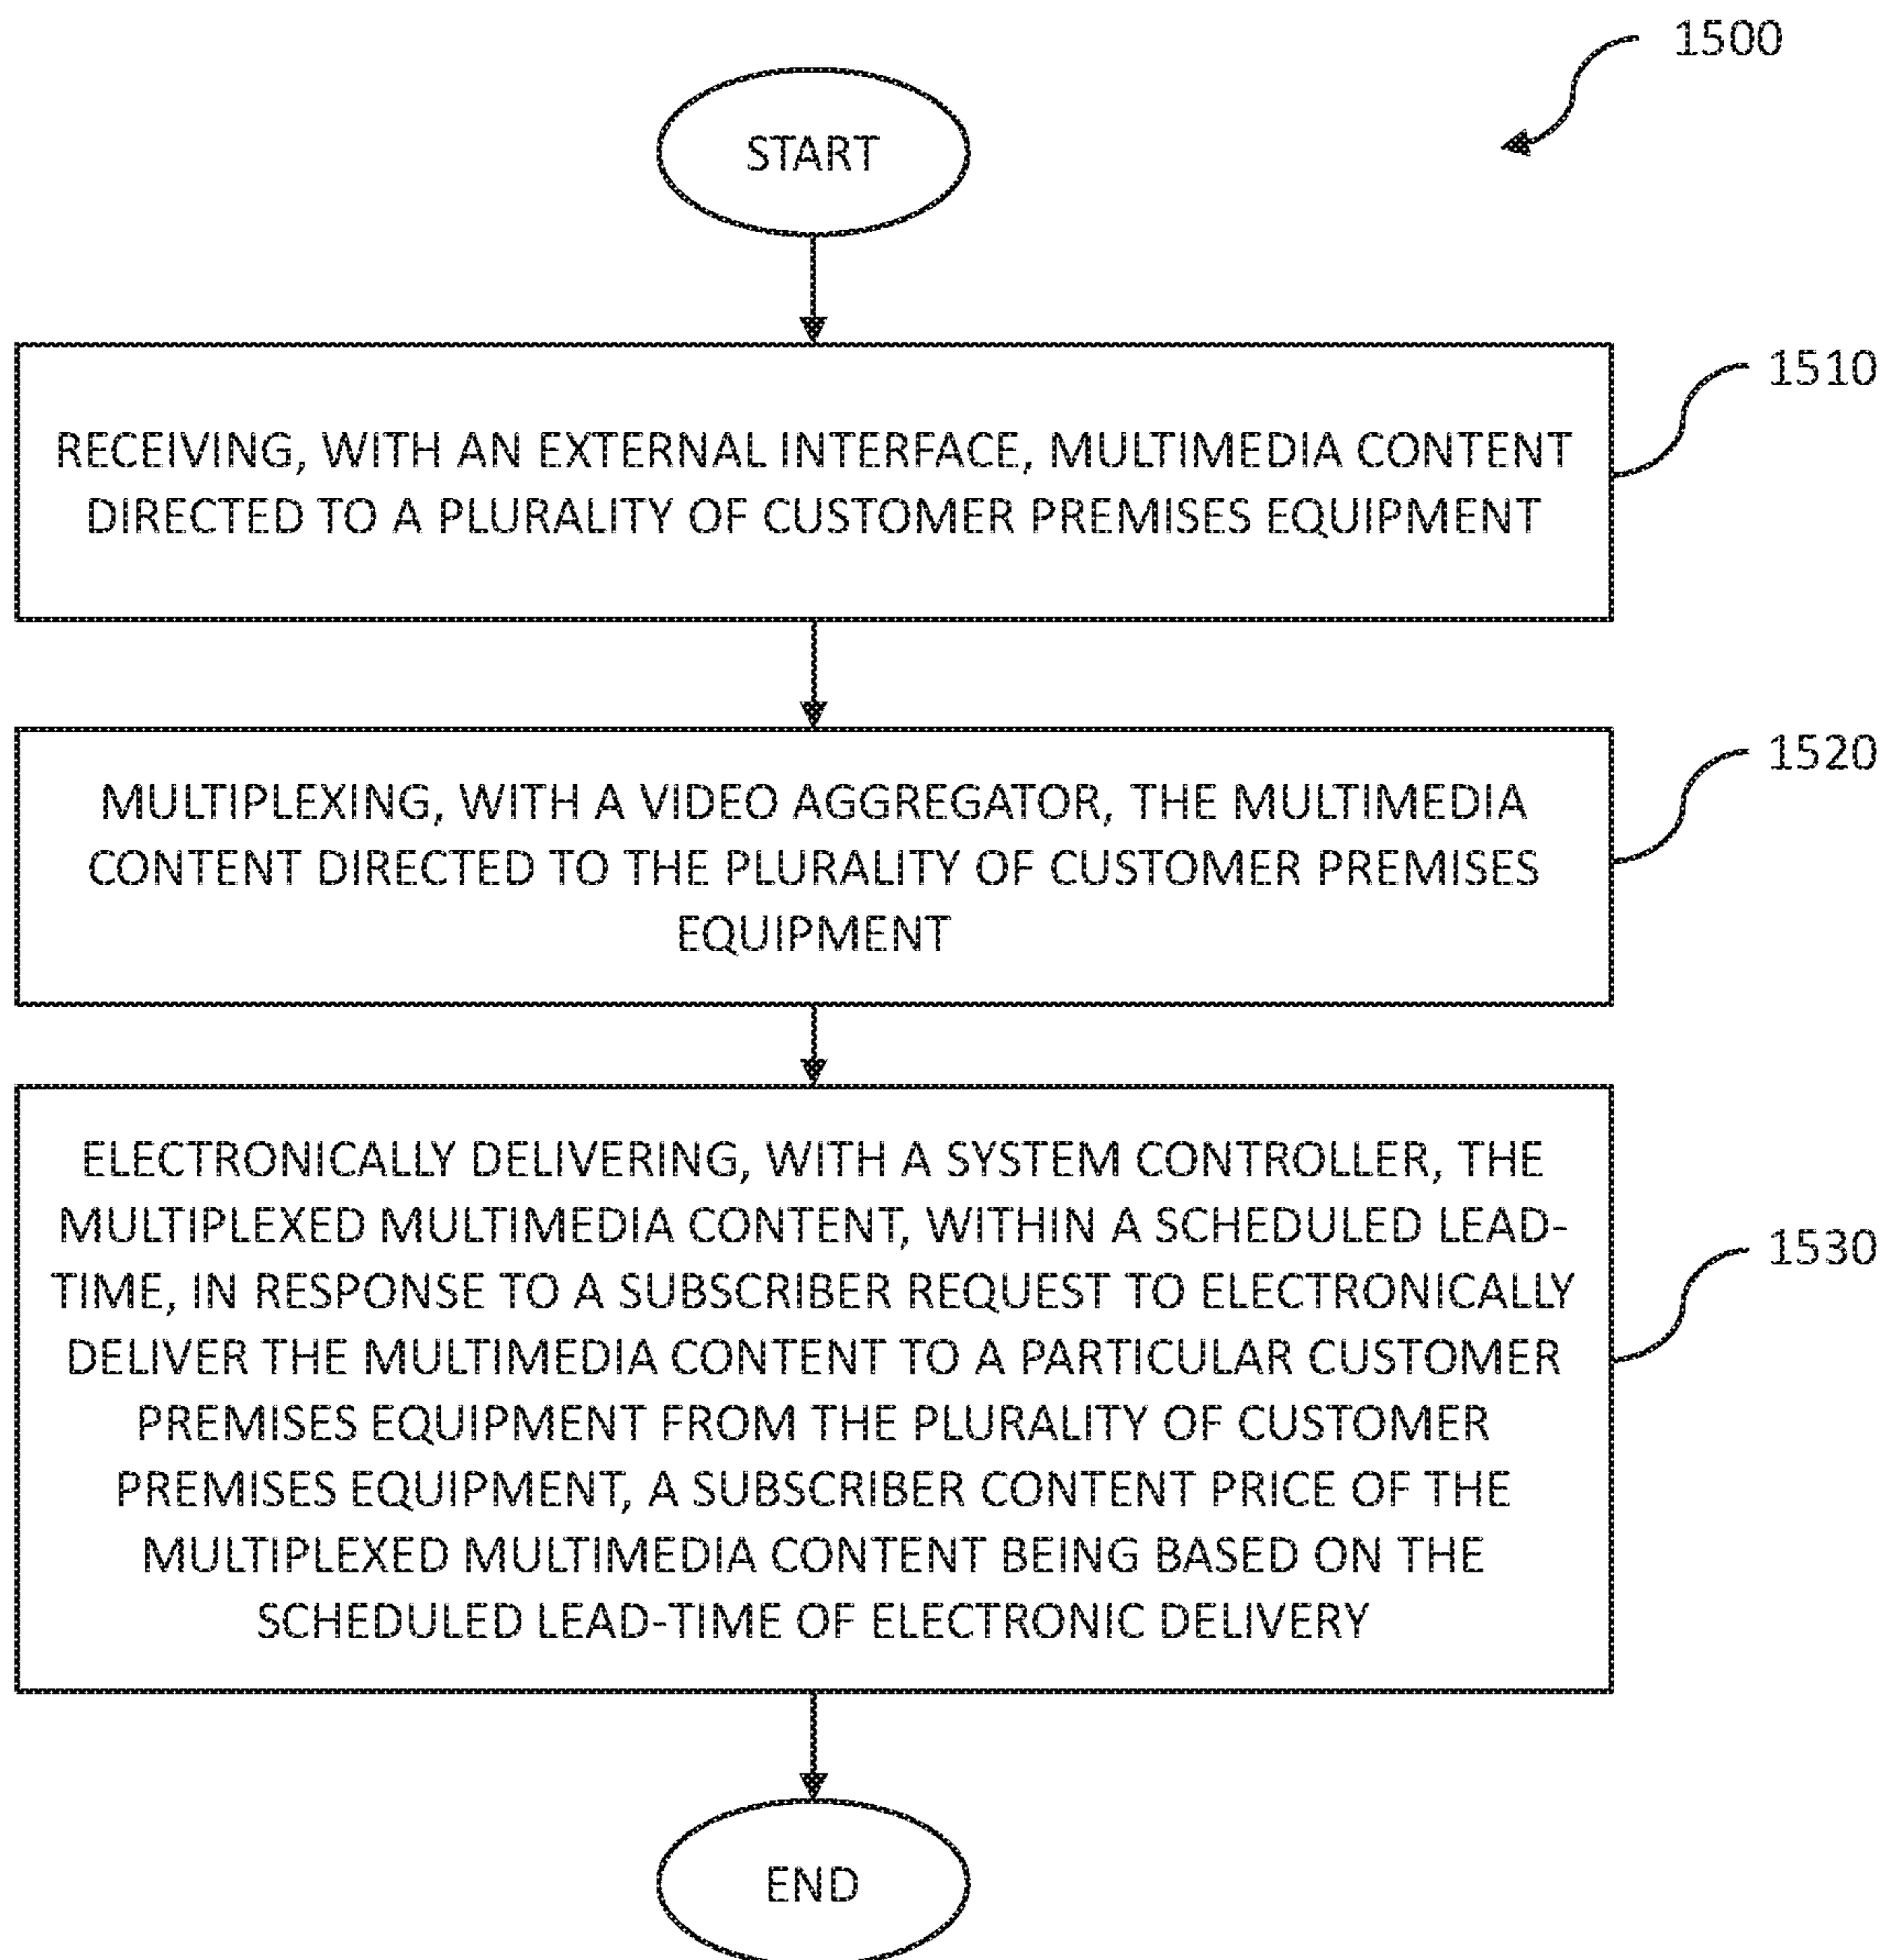 1500
START
1510
RECEIVING, WITH AN EXTERNAL INTERFACE, MULTIMEDIA CONTENT
DIRECTED TO A PLURALITY OF CUSTOMER PREMISES EQUIPMENT
1520
MULTIPLEXING, WITH A VIDEO AGGREGATOR, THE MULTIMEDIA
CONTENT DIRECTED TO THE PLURALITY OF CUSTOMER PREMISES
EQUIPMENT
1530
ELECTRONICALLY DELIVERING, WITH A SYSTEM CONTROLLER, THE
MULTIPLEXED MULTIMEDIA CONTENT, WITHIN A SCHEDULED LEAD-
TIME, IN RESPONSE TO A SUBSCRIBER REQUEST TO ELECTRONICALLY
DELIVER THE MULTIMEDIA CONTENT TO A PARTICULAR CUSTOMER
PREMISES EQUIPMENT FROM THE PLURALITY OF CUSTOMER
PREMISES EQUIPMENT, A SUBSCRIBER CONTENT PRICE OF THE
MULTIPLEXED MULTIMEDIA CONTENT BEING BASED ON THE
SCHEDULED LEAD-TIME OF ELECTRONIC DELIVERY
END